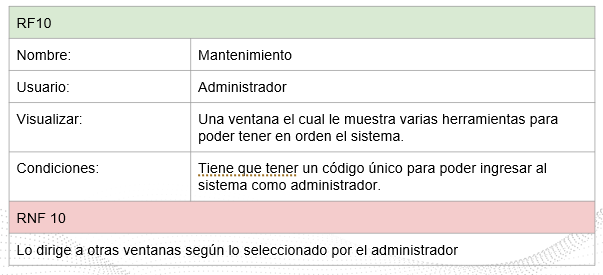 RF10
Nombre:
Mantenimiento
Usuario:
Administrador
Visualizar:
Una ventana el cual le muestra varias herramientas para
poder tener en orden el sistema.
Condiciones:
Tiene que tener un código único para poder ingresar al
sistema como administrador.
RNF 10
Lo dirige a otras ventanas según lo seleccionado por el administrador